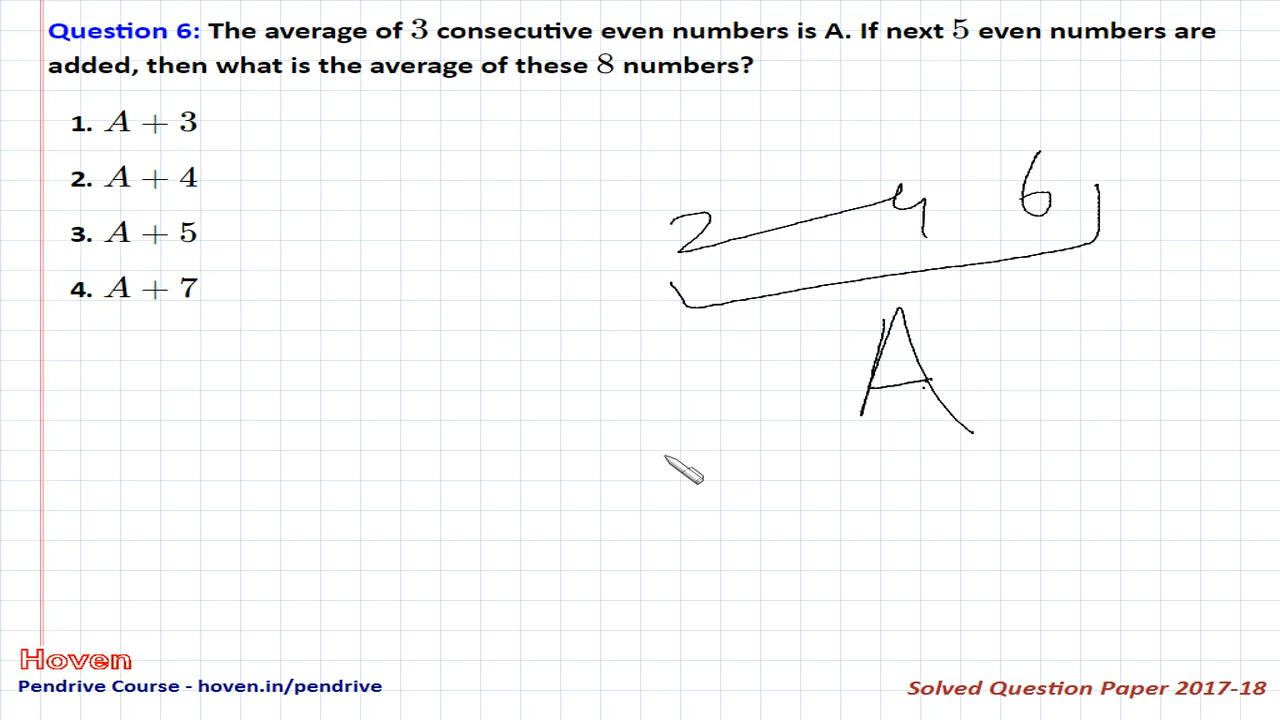 Question 6: The average of 3 consecutive even numbers is A. If next 5 even numbers are
added, then what is the average of these 8 numbers?
1. A + 3
2. A + 4
3. A + 5
4. A + 7
2 4 6
A
Hoven
Pendrive Course - hoven.in/pendrive
Solved Question Paper 2017-18